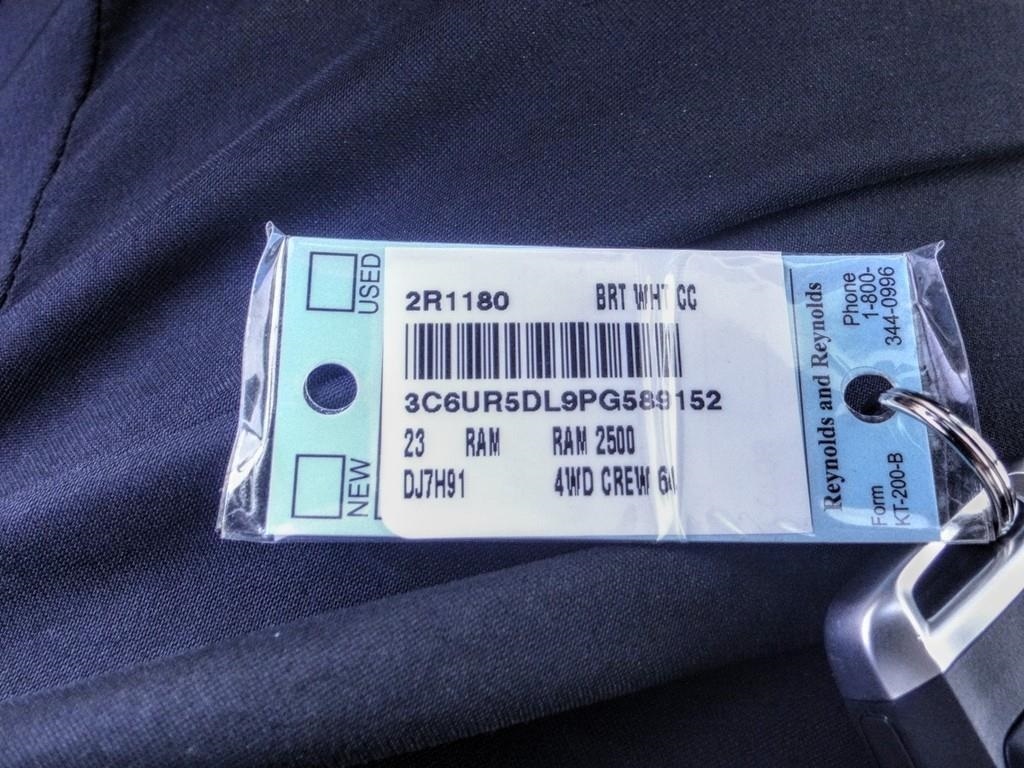 USED
NEW
2R1180 BRT WHT CC
3C6UR5DL9PG589152
23 RAM RAM 2500
DJ7H91 4WD CREW
Reynolds and Reynolds
Phone
1-800-
344-0996
Form
KT-200-B